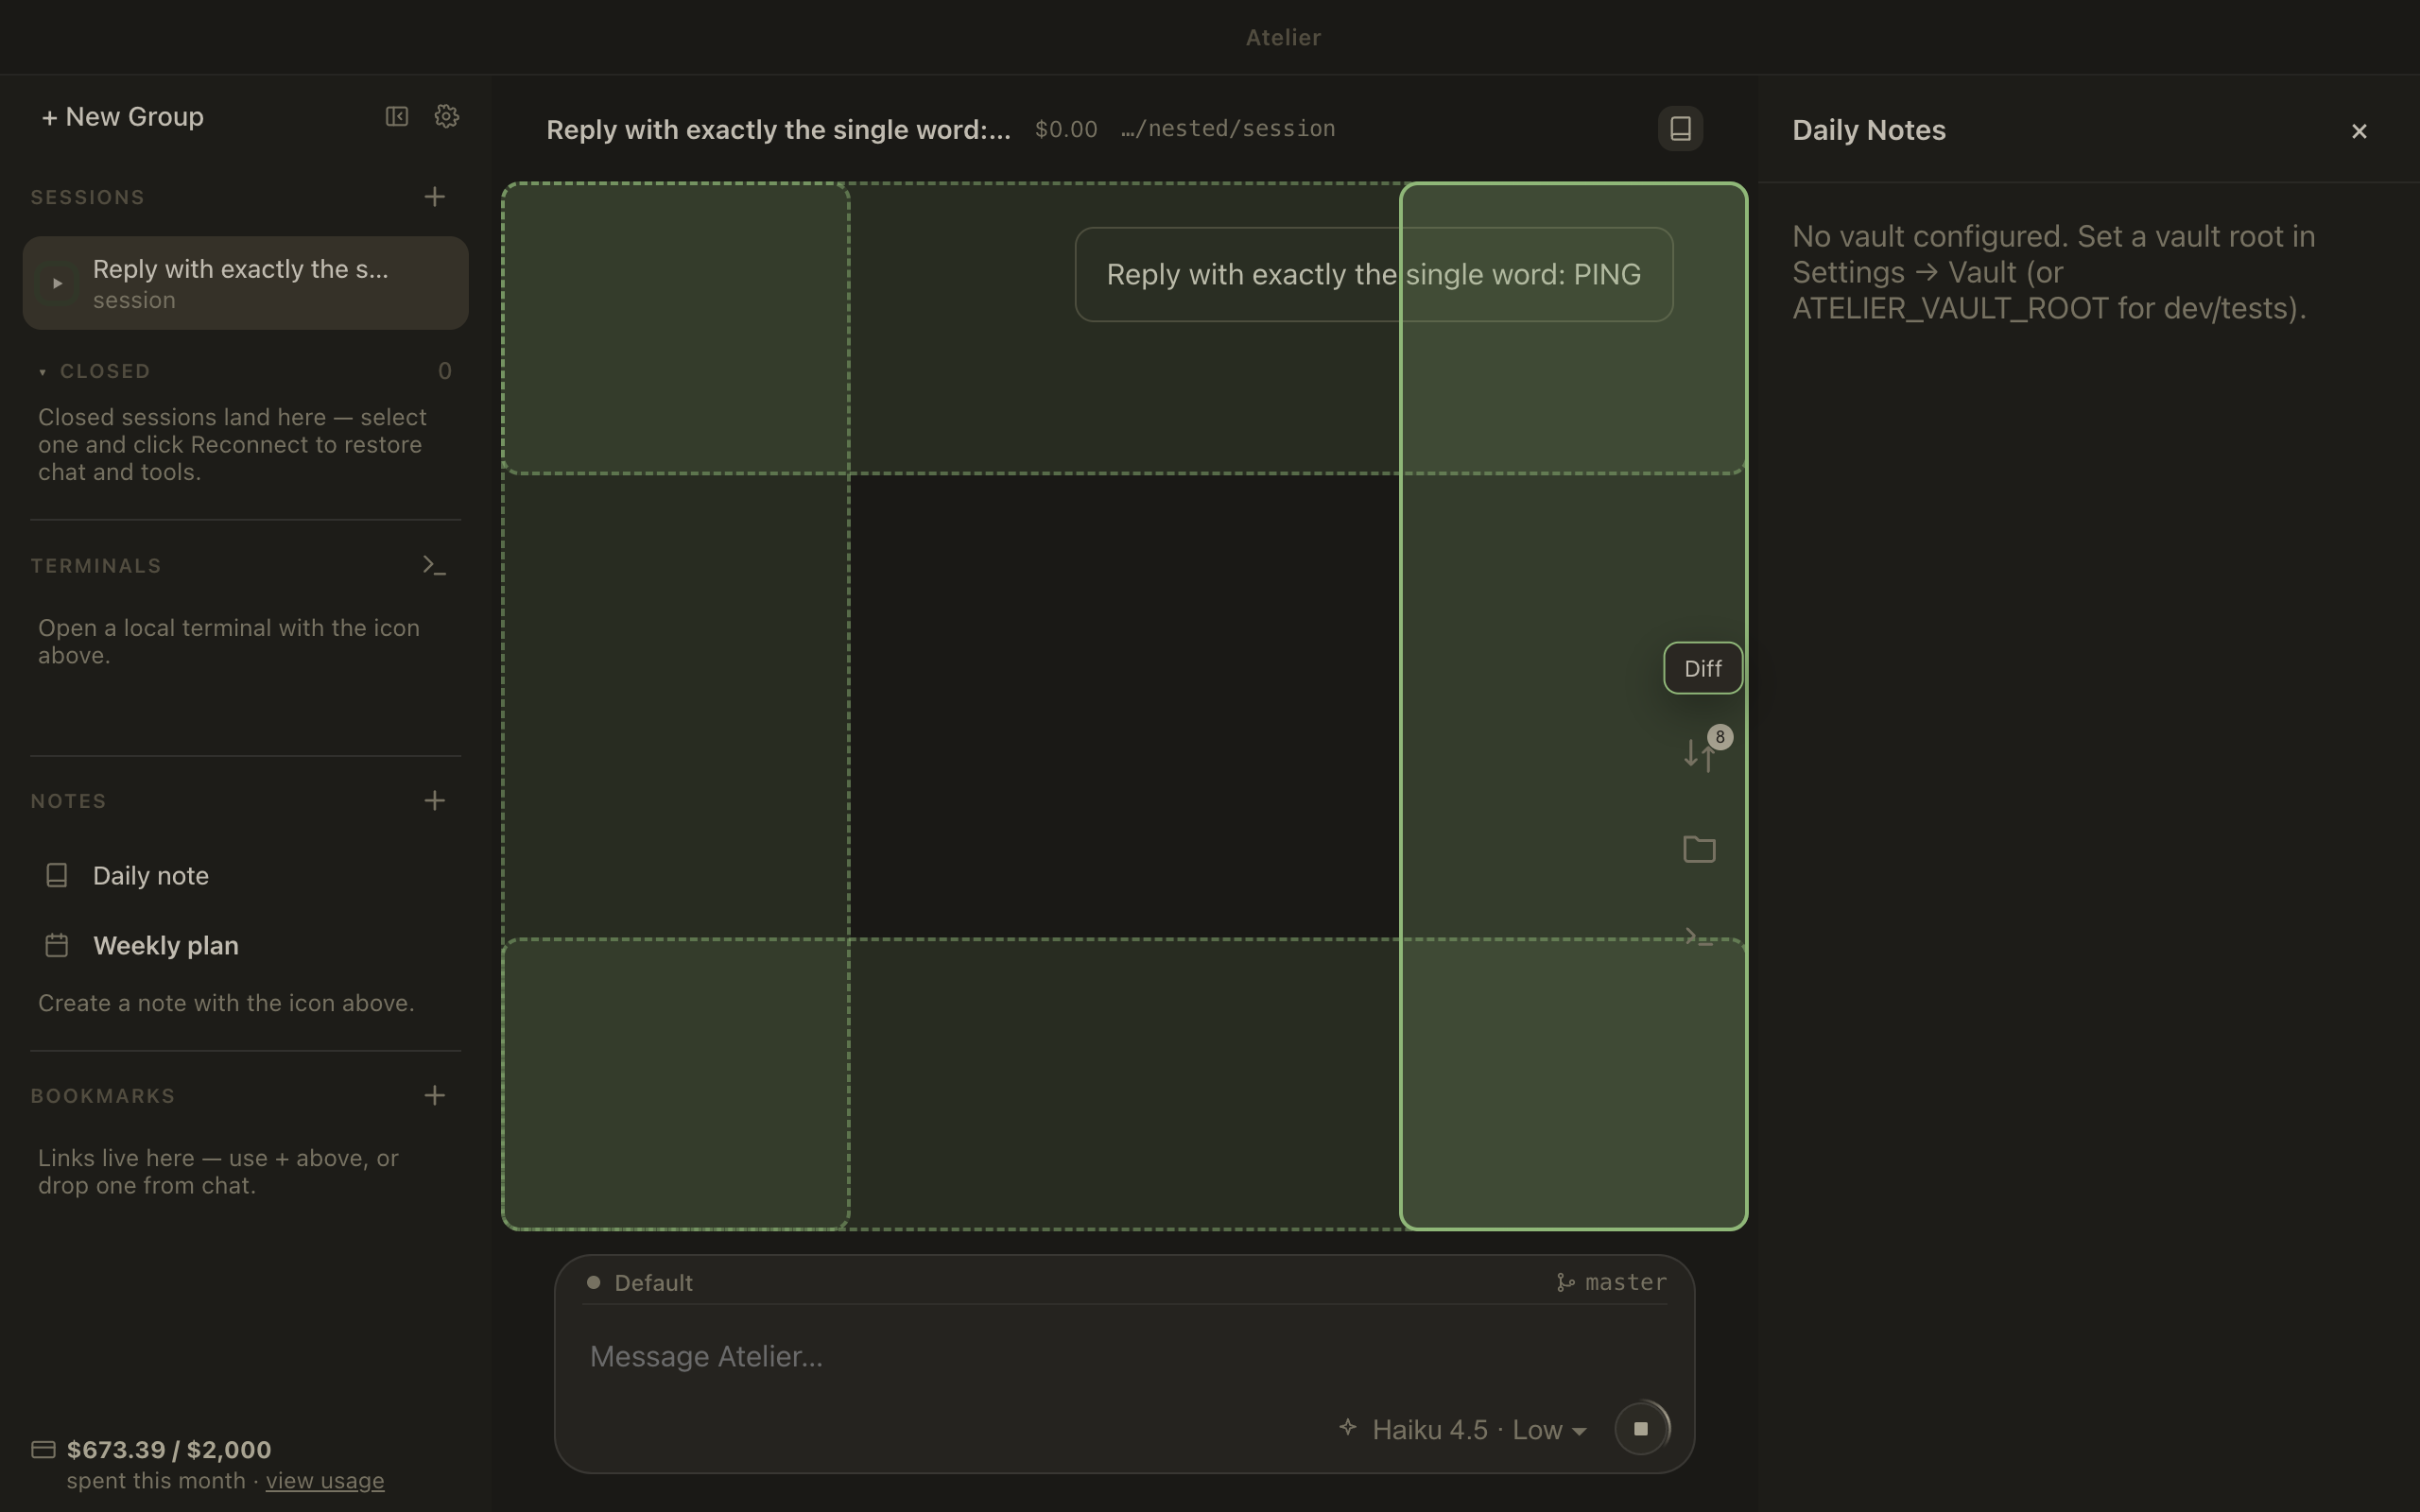 Atelier
+ New Group
SESSIONS
Reply with exactly the s...
session
CLOSED 0
Closed sessions land here — select
one and click Reconnect to restore
chat and tools.
TERMINALS
Open a local terminal with the icon
above.
NOTES
Daily note
Weekly plan
Create a note with the icon above.
BOOKMARKS
Links live here — use + above, or
drop one from chat.
$673.39 / $2,000
spent this month · view usage
Reply with exactly the single word:... $0.00 …/nested/session
Reply with exactly the single word: PING
Diff
8
Default master
Message Atelier...
Haiku 4.5 · Low
Daily Notes
No vault configured. Set a vault root in
Settings → Vault (or
ATELIER_VAULT_ROOT for dev/tests).